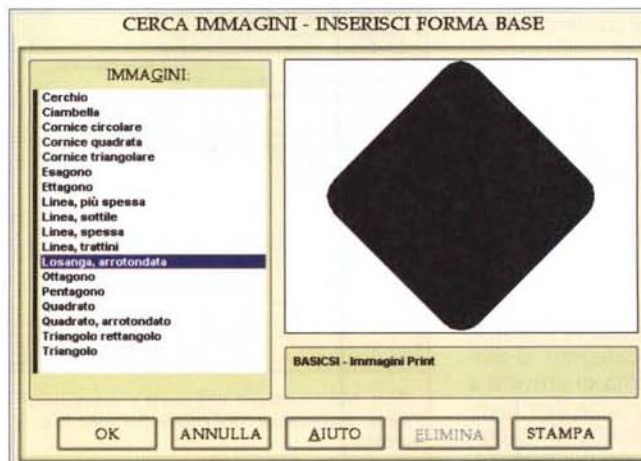 CERCA IMMAGINI - INSERISCI FORMA BASE
IMMAGINI:
Cerchio
Ciambella
Cornice circolare
Cornice quadrata
Cornice triangolare
Esagono
Ettagono
Linea, più spessa
Linea, sottile
Linea, spessa
Linea, trattini
Losanga, arrotondata
Ottagono
Pentagono
Quadrato
Quadrato, arrotondato
Triangolo rettangolo
Triangolo
BASICSI - Immagini Print
OK
ANNULLA
AIUTO
ELIMINA
STAMPA